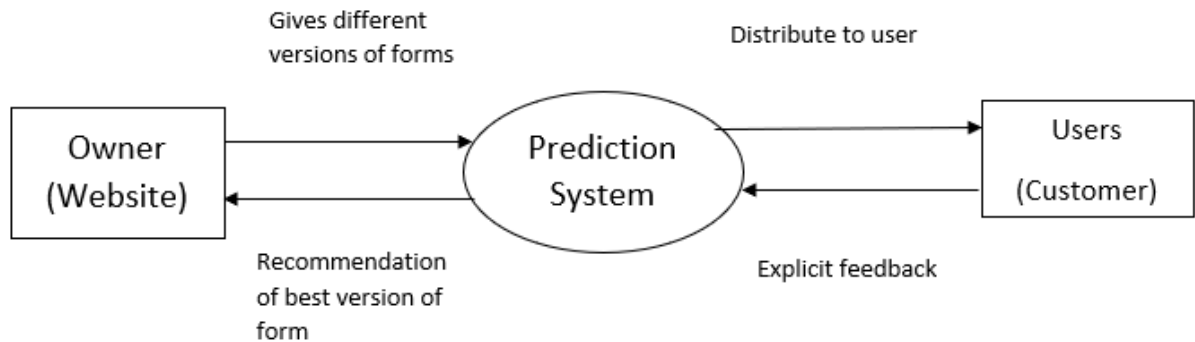 Gives different
versions of forms
Distribute to user
Owner
(Website)
Prediction
System
Users
(Customer)
Recommendation
of best version of
form
Explicit feedback